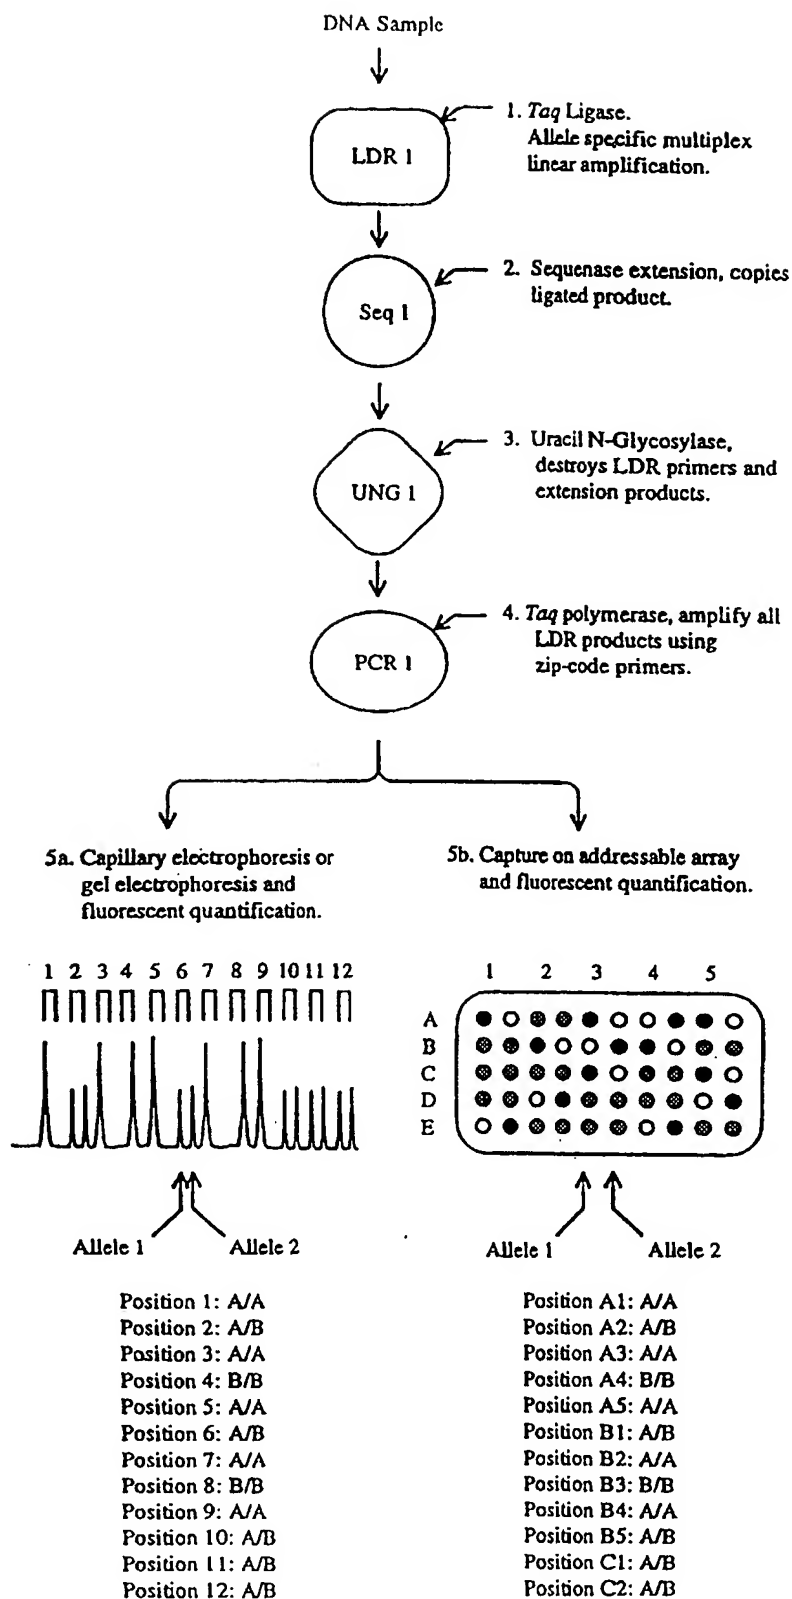 DNA Sample
LDR 1
1. Taq Ligase.
Allele specific multiplex
linear amplification.
Seq 1
2. Sequenase extension, copies
ligated product.
UNG 1
3. Uracil N-Glycosylase,
destroys LDR primers and
extension products.
PCR 1
4. Taq polymerase, amplify all
LDR products using
zip-code primers.
5a. Capillary electrophoresis or
gel electrophoresis and
fluorescent quantification.
1 2 3 4 5 6 7 8 9 10 11 12
Allele 1
Allele 2
Position 1: A/A
Position 2: A/B
Position 3: A/A
Position 4: B/B
Position 5: A/A
Position 6: A/B
Position 7: A/A
Position 8: B/B
Position 9: A/A
Position 10: A/B
Position 11: A/B
Position 12: A/B
5b. Capture on addressable array
and fluorescent quantification.
1 2 3 4 5
A
B
C
D
E
Allele 1
Allele 2
Position A1: A/A
Position A2: A/B
Position A3: A/A
Position A4: B/B
Position A5: A/A
Position B1: A/B
Position B2: A/A
Position B3: B/B
Position B4: A/A
Position B5: A/B
Position C1: A/B
Position C2: A/B